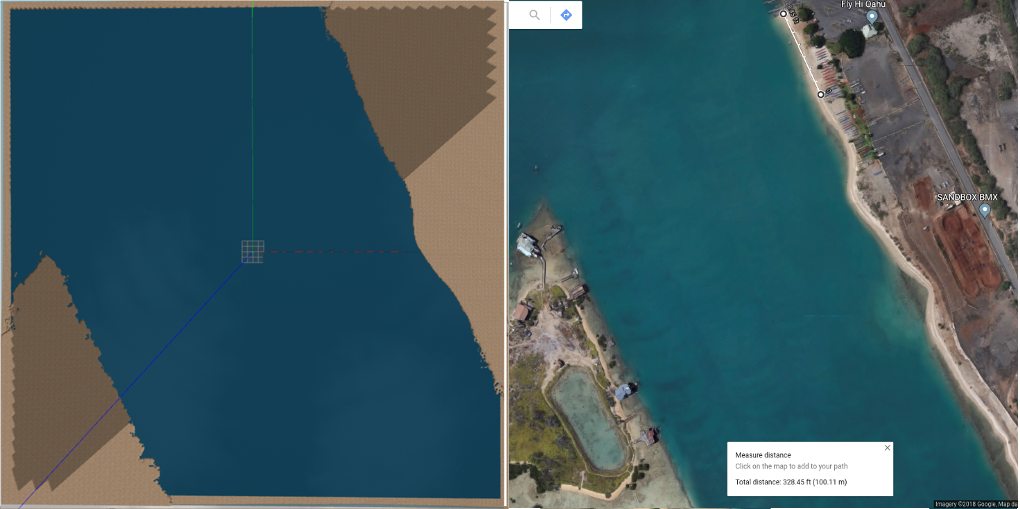 Fly Hi Oahu
SANDBOX BMX
Measure distance
Click on the map to add to your path
Total distance: 328.45 ft (100.11 m)
Imagery ©2018 Google, Map da